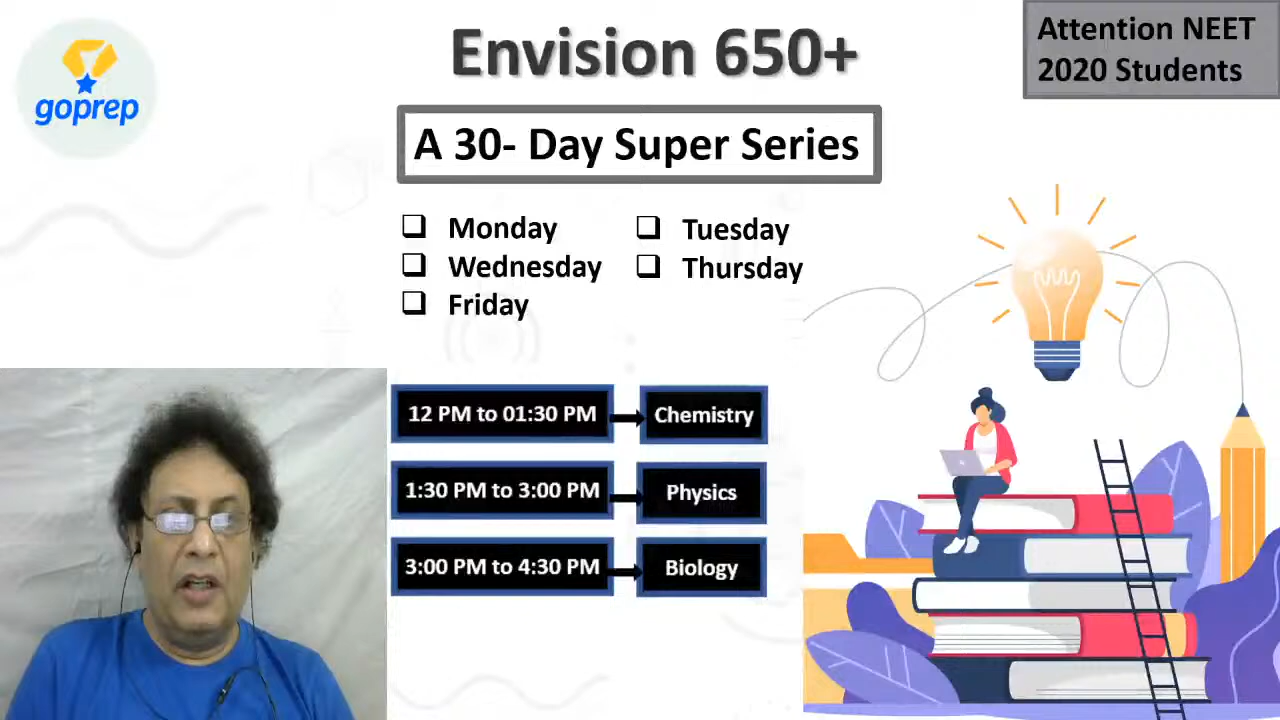 goprep
Envision 650+
Attention NEET
2020 Students
A 30- Day Super Series
Monday
Tuesday
Wednesday
Thursday
Friday
12 PM to 01:30 PM
Chemistry
1:30 PM to 3:00 PM
Physics
3:00 PM to 4:30 PM
Biology